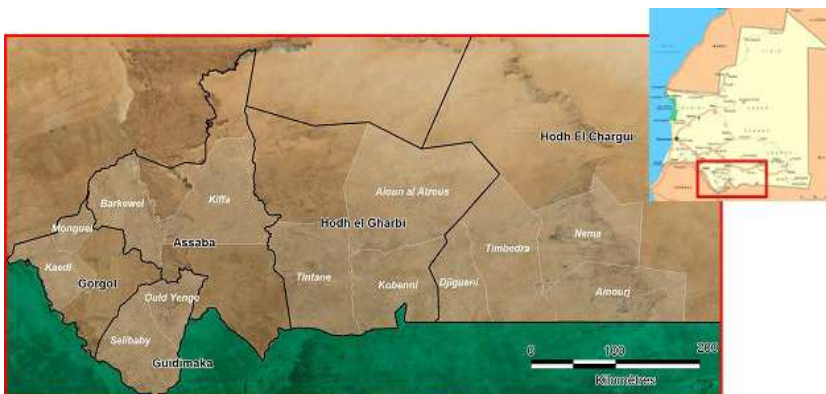 Hodh El Chargui
Aioun al Atrous
Kiffa
Barkewel
Hodh el Gharbi
Monguel
Assaba
Timbedra
Nema
Kaedi
Gorgol
Tintane
Kobenni
Djigueni
Amourj
Ould Yenge
Selibaby
Guidimaka
0 100 200
Kilomètres